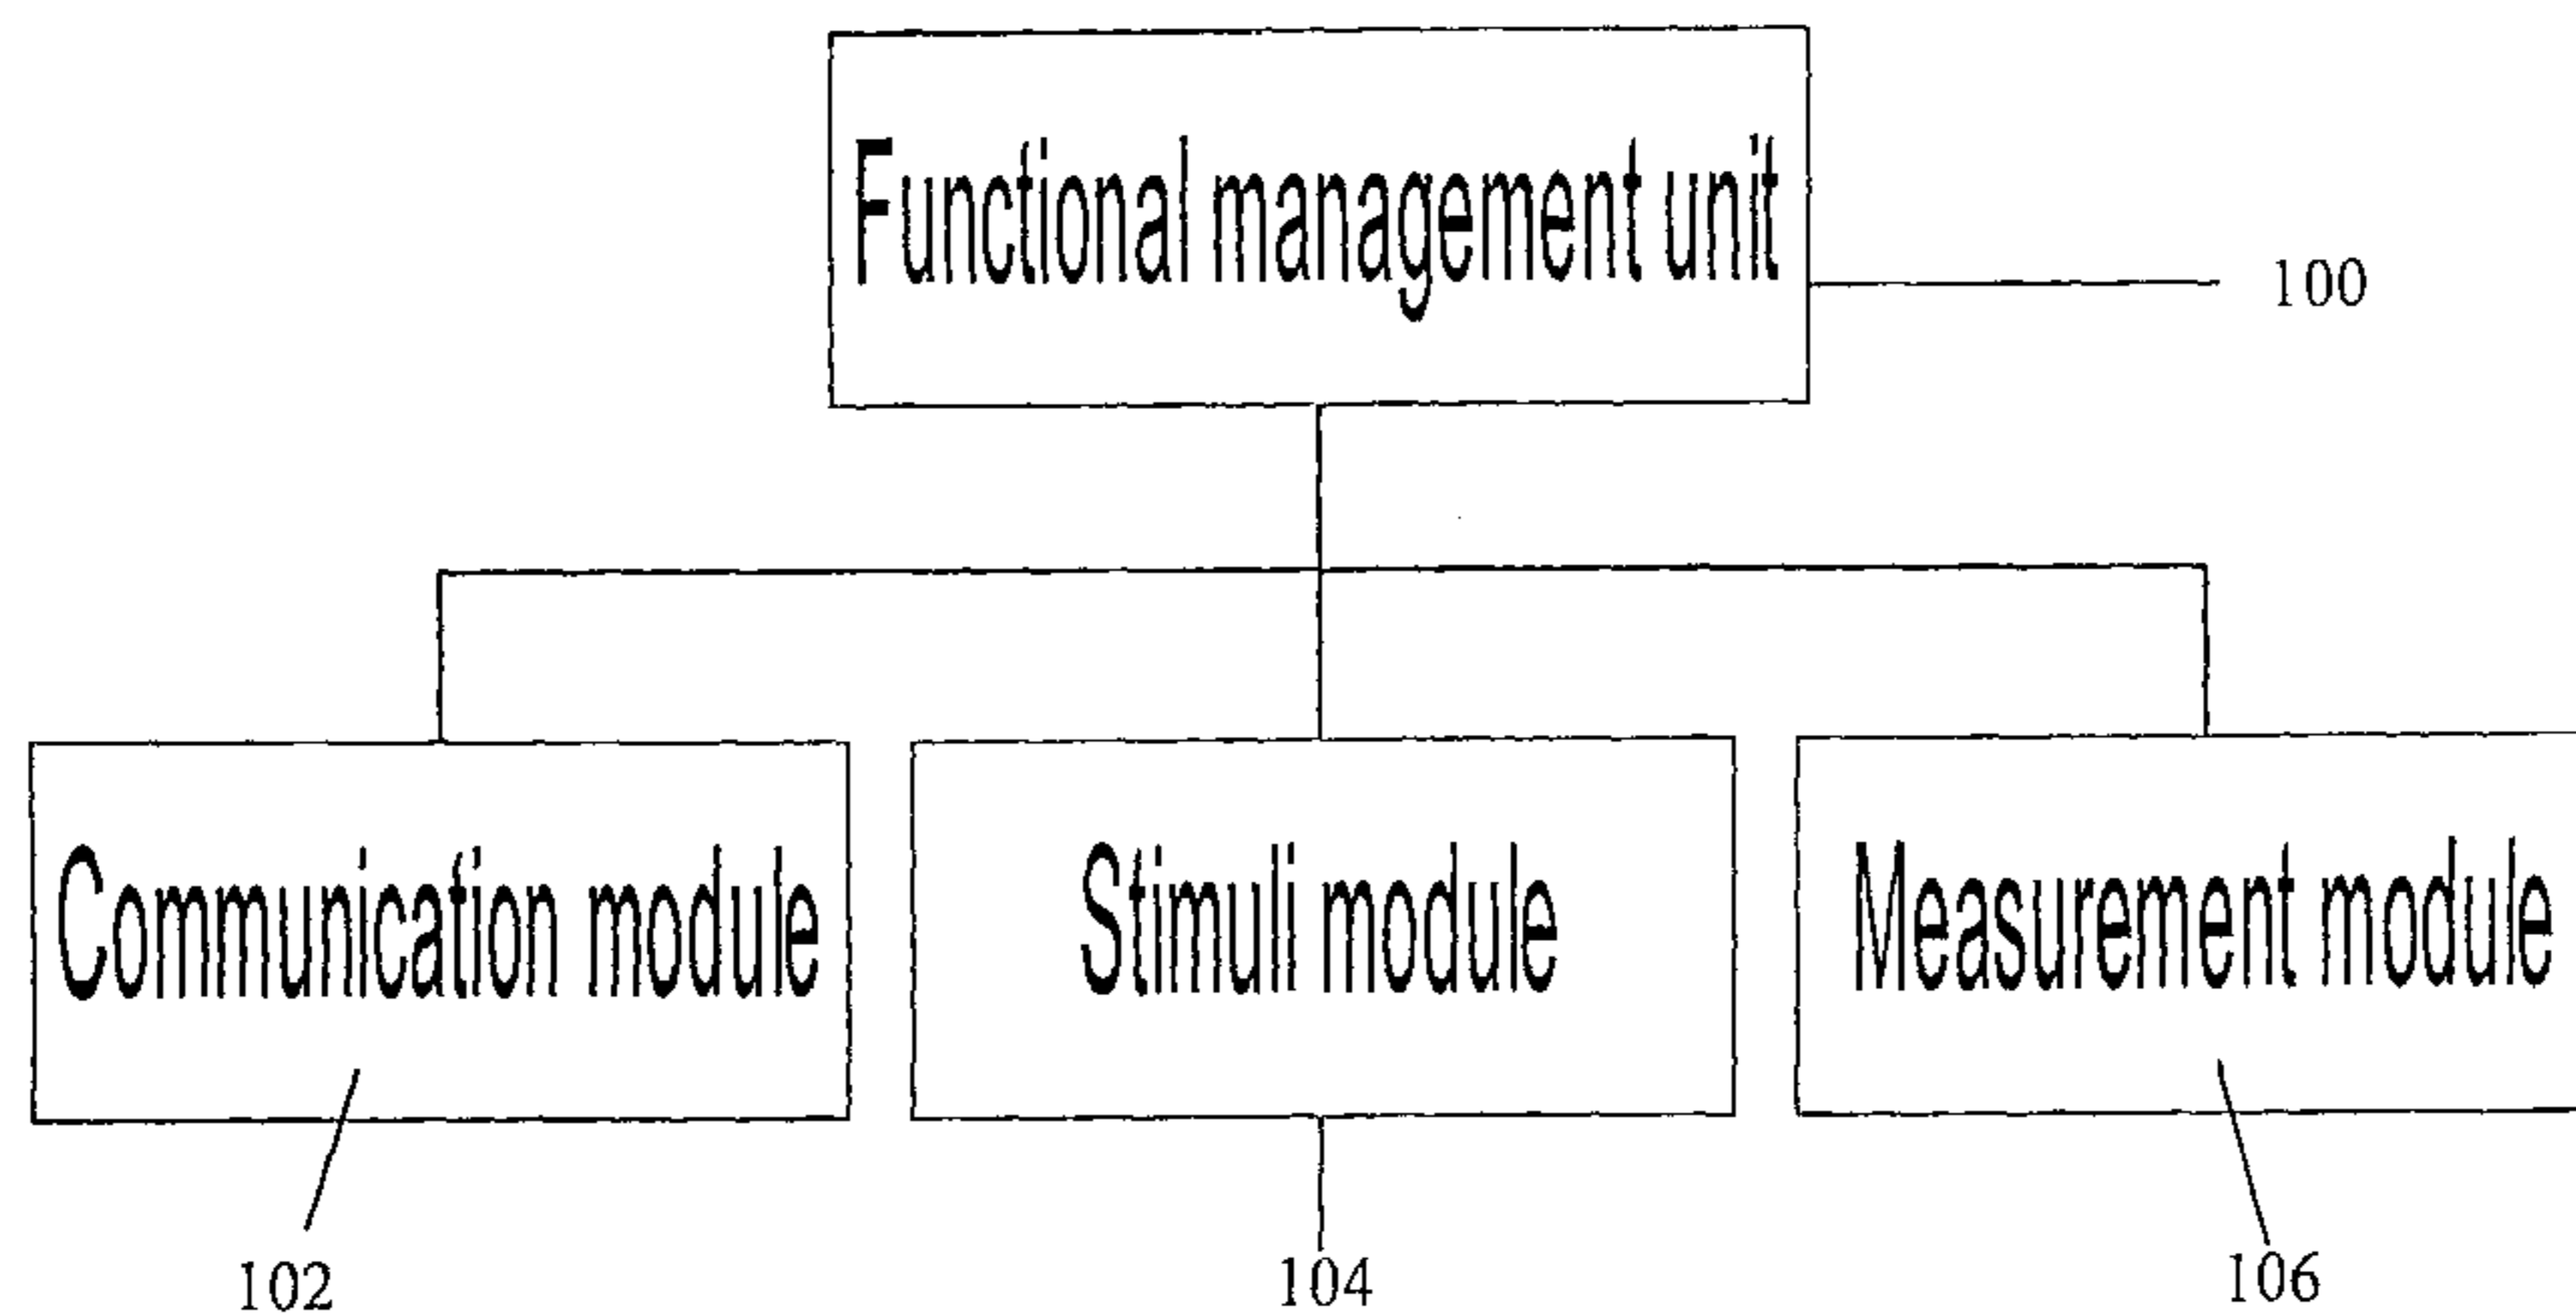 Functional management unit
100
Communication module
Stimuli module
Measurement module
102
104
106